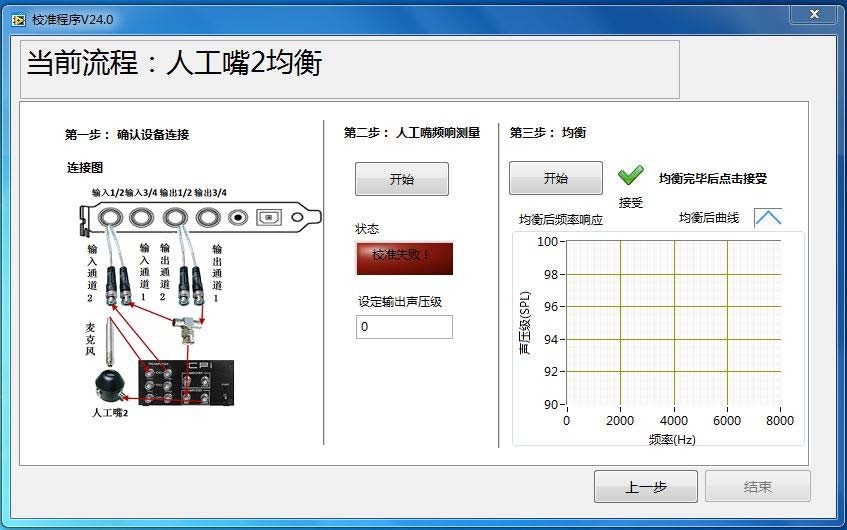 校准程序V24.0
当前流程：人工嘴2均衡
第一步： 确认设备连接
连接图
输入1/2 输入3/4 输出1/2 输出3/4
输入通道2
输入通道1
输出通道2
输出通道1
麦克风
人工嘴2
第二步： 人工嘴频响测量
开始
状态
校准失败！
设定输出声压级
0
第三步： 均衡
开始
接受
均衡完毕后点击接受
均衡后频率响应
均衡后曲线
声压级(SPL)
100
98
96
94
92
90
0 2000 4000 6000 8000
频率(Hz)
上一步
结束